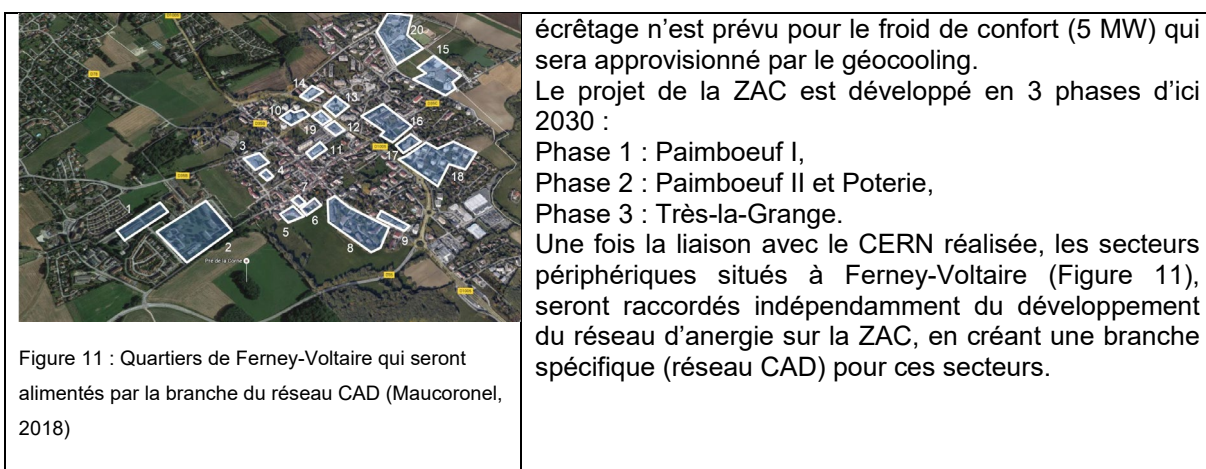 20
15
14
10
13
16
19
12
3
11
17
18
4
1
7
6
5
2
8
9
Pré de la Corne
Figure 11 : Quartiers de Ferney-Voltaire qui seront
alimentés par la branche du réseau CAD (Maucoronel,
2018)
écrêtage n’est prévu pour le froid de confort (5 MW) qui
sera approvisionné par le géocooling.
Le projet de la ZAC est développé en 3 phases d’ici
2030 :
Phase 1 : Paimboeuf I,
Phase 2 : Paimboeuf II et Poterie,
Phase 3 : Très-la-Grange.
Une fois la liaison avec le CERN réalisée, les secteurs
périphériques situés à Ferney-Voltaire (Figure 11),
seront raccordés indépendamment du développement
du réseau d’anergie sur la ZAC, en créant une branche
spécifique (réseau CAD) pour ces secteurs.